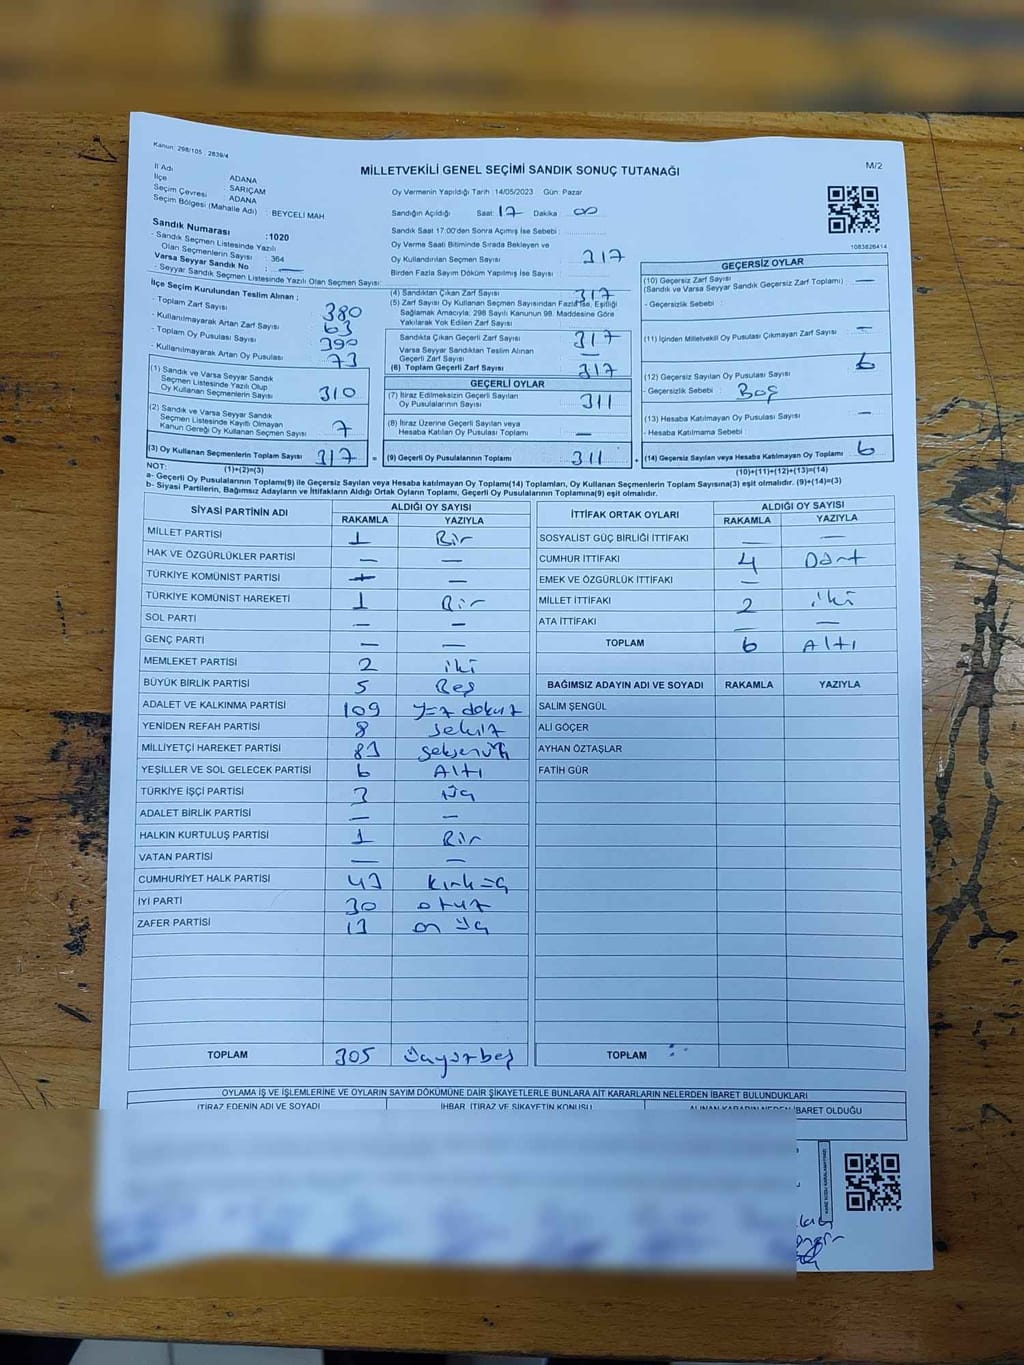 Kanun: 298/105 , 2839/4
MİLLETVEKİLİ GENEL SEÇİMİ SANDIK SONUÇ TUTANAĞI
M/2
İl Adı ADANA
İlçe SARIÇAM
Seçim Çevresi ADANA
Seçim Bölgesi (Mahalle Adı) : BEYCELİ MAH
Sandık Numarası :1020
- Sandık Seçmen Listesinde Yazılı
Olan Seçmenlerin Sayısı : 364
Varsa Seyyar Sandık No : —
- Seyyar Sandık Seçmen Listesinde Yazılı Olan Seçmen Sayısı:
Oy Vermenin Yapıldığı Tarih :14/05/2023 Gün: Pazar
Sandığın Açıldığı Saat: 17 Dakika : 00
Sandık Saat 17:00'den Sonra Açımış İse Sebebi :
Oy Verme Saati Bitiminde Sırada Bekleyen ve
Oy Kullandırılan Seçmen Sayısı : 317
Birden Fazla Sayım Döküm Yapılmış İse Sayısı :
1083826414
İlçe Seçim Kurulundan Teslim Alınan ;
- Toplam Zarf Sayısı : 380
- Kullanılmayarak Artan Zarf Sayısı : 63
- Toplam Oy Pusulası Sayısı : 390
- Kullanılmayarak Artan Oy Pusulası : 73
(1) Sandık ve Varsa Seyyar Sandık
Seçmen Listesinde Yazılı Olup
Oy Kullanan Seçmenlerin Sayısı : 310
(2) Sandık ve Varsa Seyyar Sandık
Seçmen Listesinde Kayıtlı Olmayan
Kanun Gereği Oy Kullanan Seçmen Sayısı : 7
(3) Oy Kullanan Seçmenlerin Toplam Sayısı : 317
(4) Sandıktan Çıkan Zarf Sayısı : 317
(5) Zarf Sayısı Oy Kullanan Seçmen Sayısından Fazla İse, Eşitliği
Sağlamak Amacıyla, 298 Sayılı Kanunun 98. Maddesine Göre
Yakılarak Yok Edilen Zarf Sayısı :
Sandıkta Çıkan Geçerli Zarf Sayısı : 317
Varsa Seyyar Sandıktan Teslim Alınan
Geçerli Zarf Sayısı : —
(6) Toplam Geçerli Zarf Sayısı : 317
GEÇERLİ OYLAR
(7) İtiraz Edilmeksizin Geçerli Sayılan
Oy Pusulalarının Sayısı : 311
(8) İtiraz Üzerine Geçerli Sayılan veya
Hesaba Katılan Oy Pusulası Toplamı : —
= (9) Geçerli Oy Pusulalarının Toplamı : 311
GEÇERSİZ OYLAR
(10) Geçersiz Zarf Sayısı
(Sandık ve Varsa Seyyar Sandık Geçersiz Zarf Toplamı) : —
- Geçersizlik Sebebi :
(11) İçinden Milletvekil Oy Pusulası Çıkmayan Zarf Sayısı : —
(12) Geçersiz Sayılan Oy Pusulası Sayısı : 6
- Geçersizlik Sebebi : Boş
(13) Hesaba Katılmayan Oy Pusulası Sayısı : —
- Hesaba Katılmama Sebebi :
+ (14) Geçersiz Sayılan veya Hesaba Katılmayan Oy Toplamı : 6
NOT: (1)+(2)=(3) (10)+(11)+(12)+(13)=(14)
a- Geçerli Oy Pusulalarının Toplamı(9) ile Geçersiz Sayılan veya Hesaba katılmayan Oy Toplamı(14) Toplamları, Oy Kullanan Seçmenlerin Toplam Sayısına(3) eşit olmalıdır. (9)+(14)=(3)
b- Siyasi Partilerin, Bağımsız Adayların ve İttifakların Aldığı Ortak Oyların Toplamı, Geçerli Oy Pusulalarının Toplamına(9) eşit olmalıdır.
SİYASİ PARTİNİN ADI ALDIĞI OY SAYISI
RAKAMLA YAZIYLA
MİLLET PARTİSİ 1 Bir
HAK VE ÖZGÜRLÜKLER PARTİSİ — —
TÜRKİYE KOMÜNİST PARTİSİ — —
TÜRKİYE KOMÜNİST HAREKETİ 1 Bir
SOL PARTİ — —
GENÇ PARTİ — —
MEMLEKET PARTİSİ 2 iki
BÜYÜK BİRLİK PARTİSİ 5 Beş
ADALET VE KALKINMA PARTİSİ 109 yüz dokuz
YENİDEN REFAH PARTİSİ 8 sekiz
MİLLİYETÇİ HAREKET PARTİSİ 83 seksen üç
YEŞİLLER VE SOL GELECEK PARTİSİ 6 Altı
TÜRKİYE İŞÇİ PARTİSİ 3 üç
ADALET BİRLİK PARTİSİ — —
HALKIN KURTULUŞ PARTİSİ 1 Bir
VATAN PARTİSİ — —
CUMHURİYET HALK PARTİSİ 43 kırk üç
İYİ PARTİ 30 otuz
ZAFER PARTİSİ 13 on üç
TOPLAM 305 üçyüzbeş
İTTİFAK ORTAK OYLARI ALDIĞI OY SAYISI
RAKAMLA YAZIYLA
SOSYALİST GÜÇ BİRLİĞİ İTTİFAKI — —
CUMHUR İTTİFAKI 4 Dört
EMEK VE ÖZGÜRLÜK İTTİFAKI —
MİLLET İTTİFAKI 2 iki
ATA İTTİFAKI — —
TOPLAM 6 Altı
BAĞIMSIZ ADAYIN ADI VE SOYADI RAKAMLA YAZIYLA
SALİM ŞENGÜL
ALİ GÖÇER
AYHAN ÖZTAŞLAR
FATİH GÜR
TOPLAM
OYLAMA İŞ VE İŞLEMLERİNE VE OYLARIN SAYIM DÖKÜMÜNE DAİR ŞİKAYETLERLE BUNLARA AİT KARARLARIN NELERDEN İBARET BULUNDUKLARI
İTİRAZ EDENİN ADI VE SOYADI İHBAR İTİRAZ VE ŞİKAYETİN KONUSU ALINAN KARARIN NEDEN İBARET OLDUĞU